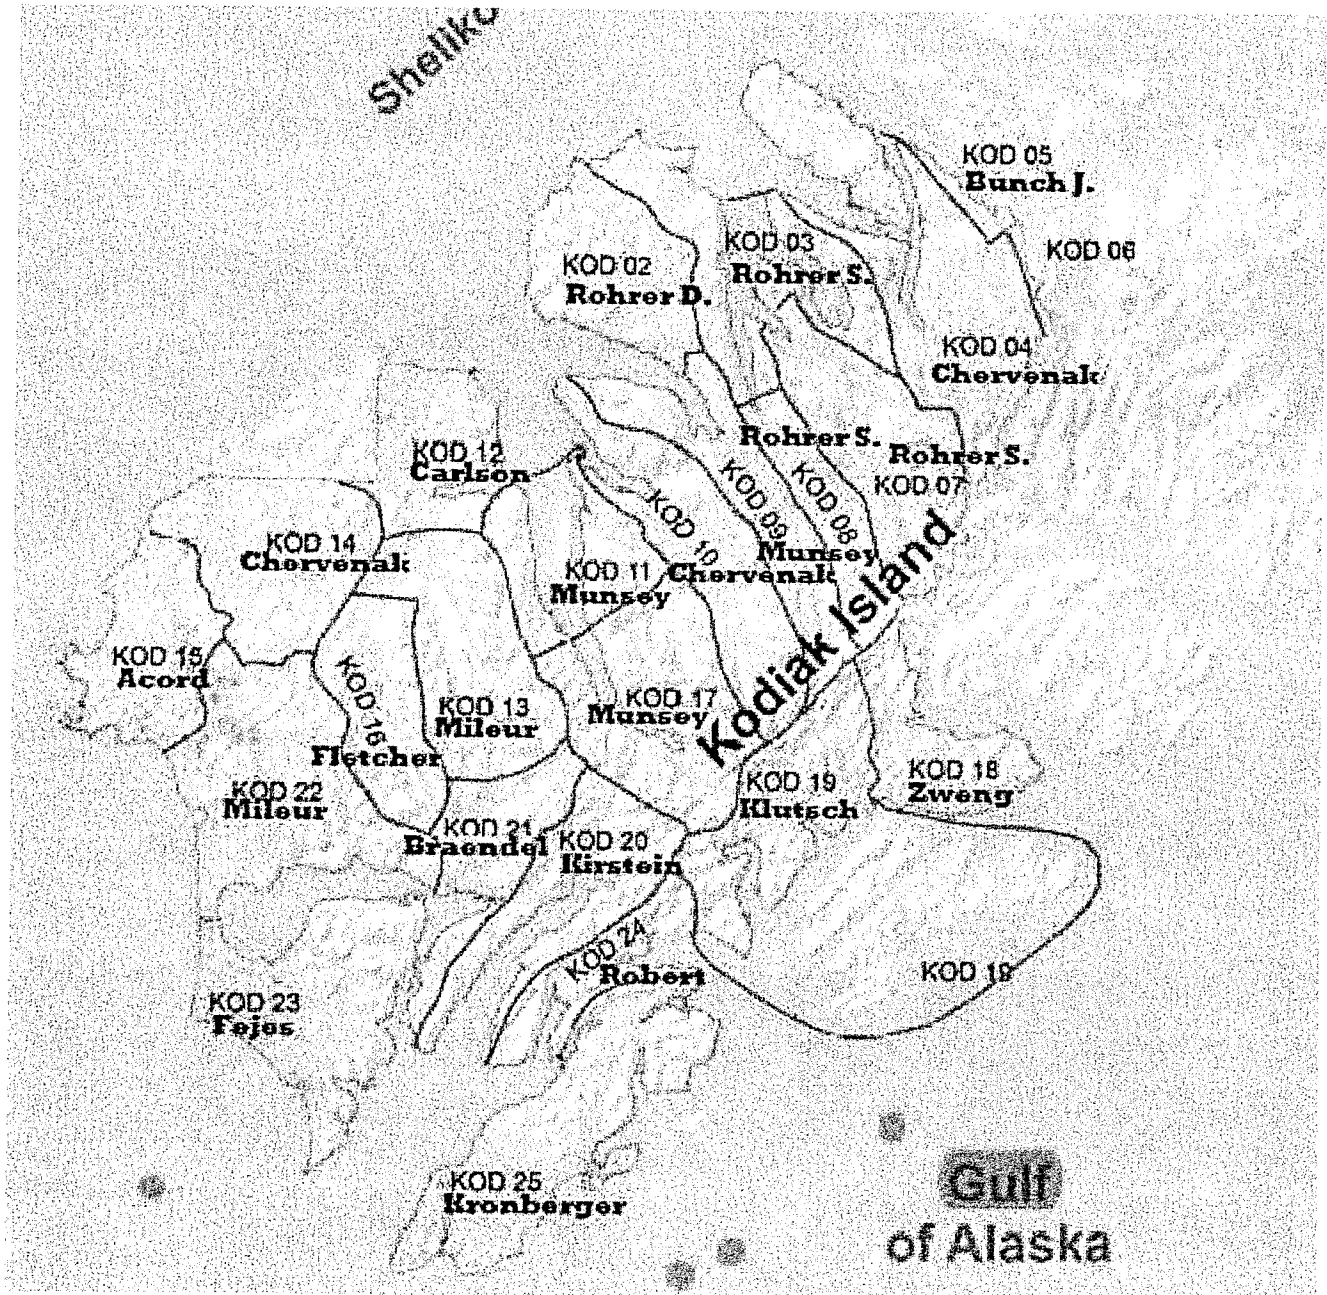 Sheliko
KOD 05
Bunch J.
KOD 06
KOD 03
Rohrer S.
KOD 02
Rohrer D.
KOD 04
Chervenak
Rohrer S.
Rohrer S.
KOD 07
KOD 12
Carlson
KOD 08
KOD 09
Munsey
KOD 10
Chervenak
KOD 14
Chervenak
KOD 11
Munsey
Kodiak Island
KOD 15
Acord
KOD 16
Fletcher
KOD 13
Mileur
KOD 17
Munsey
KOD 19
Klutsch
KOD 18
Zweng
KOD 22
Mileur
KOD 21
Braendel
KOD 20
Kirstein
KOD 24
Robert
KOD 19
KOD 23
Fejes
KOD 25
Kronberger
Gulf
of Alaska